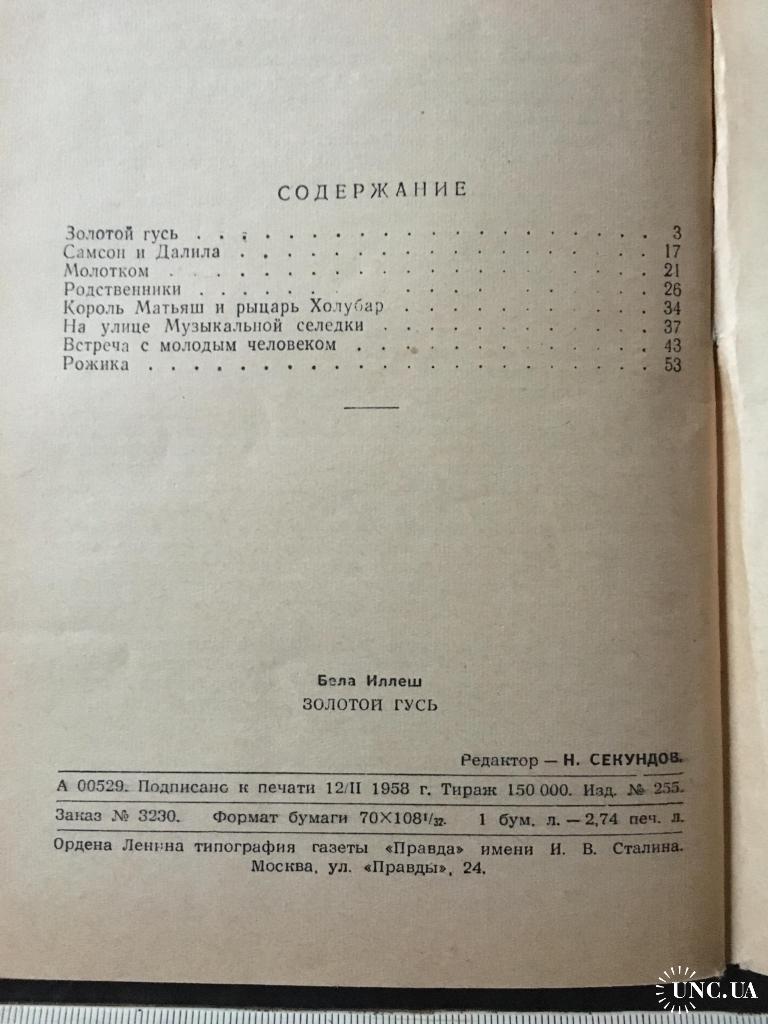 СОДЕРЖАНИЕ
Золотой гусь . . . . . . . . . . . . . . . . . . . . 3
Самсон и Далила . . . . . . . . . . . . . . . . . . 17
Молотком . . . . . . . . . . . . . . . . . . . . . 21
Родственники . . . . . . . . . . . . . . . . . . . 26
Король Матьяш и рыцарь Холубар . . . . . . . . . . . 34
На улице Музыкальной селедки . . . . . . . . . . . . 37
Встреча с молодым человеком . . . . . . . . . . . . . 43
Рожика . . . . . . . . . . . . . . . . . . . . . . 53
Бела Иллеш
ЗОЛОТОЙ ГУСЬ
Редактор — Н. СЕКУНДОВ.
А 00529. Подписано к печати 12/II 1958 г. Тираж 150 000. Изд. № 255.
Заказ № 3230. Формат бумаги 70×108 1/32. 1 бум. л. — 2,74 печ. л.
Ордена Ленина типография газеты «Правда» имени И. В. Сталина.
Москва, ул. «Правды», 24.
UNC.UA